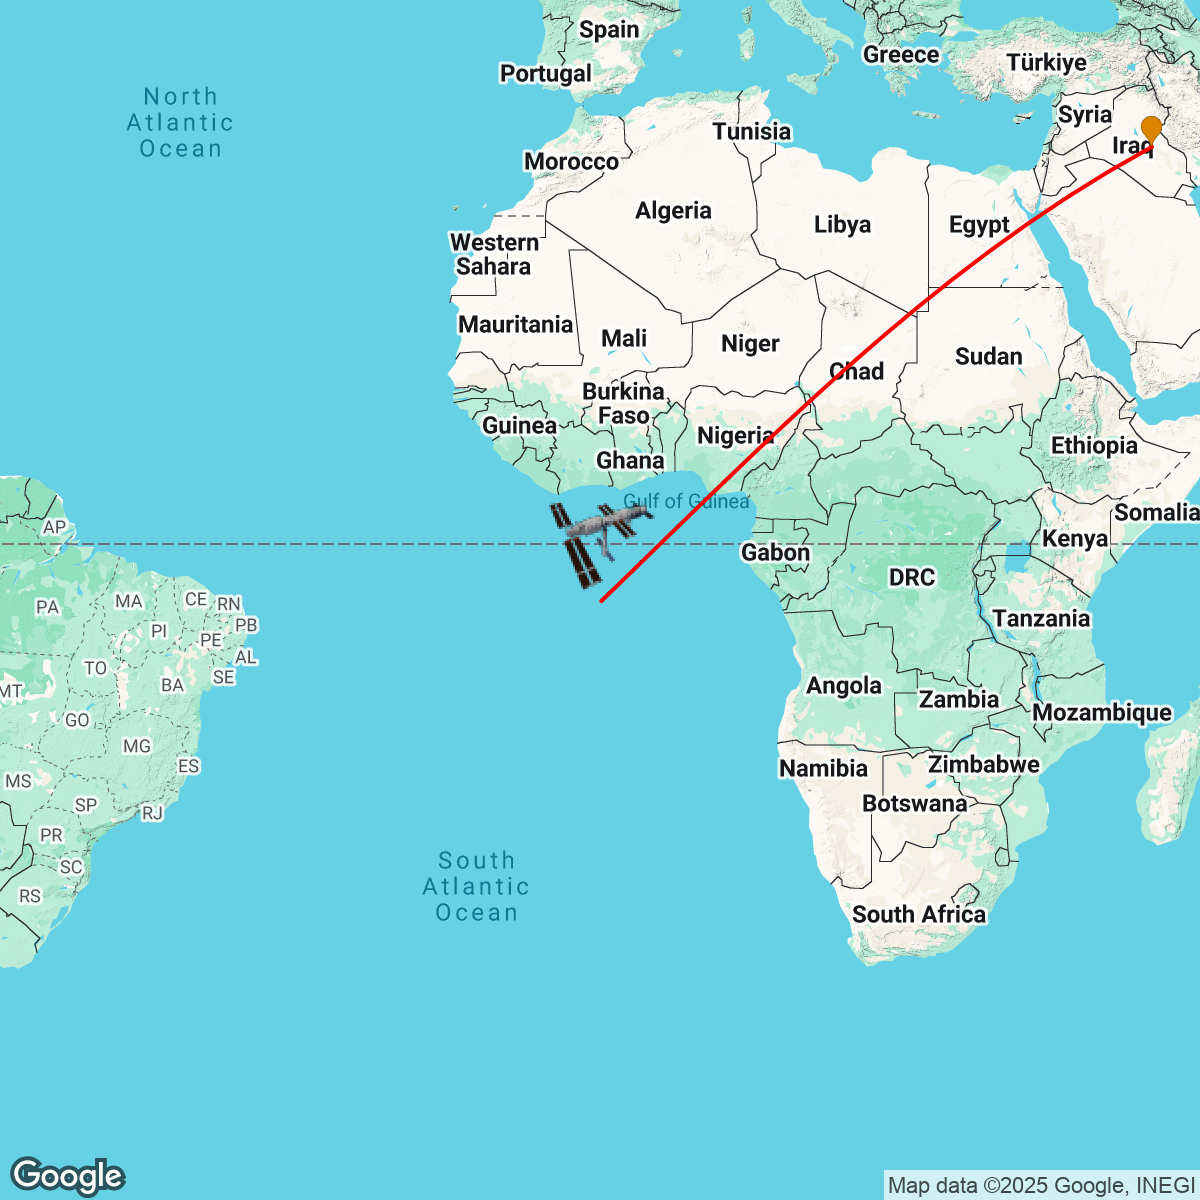 Spain
Portugal
Greece
Türkiye
North
Atlantic
Ocean
Syria
Tunisia
Iraq
Morocco
Algeria
Libya
Egypt
Western
Sahara
Mauritania
Mali
Niger
Chad
Sudan
Burkina
Faso
Guinea
Nigeria
Ethiopia
Ghana
Gulf of Guinea
Somalia
AP
Kenya
Gabon
DRC
PA
MA
CE
RN
PI
PB
PE
Tanzania
AL
TO
SE
BA
MT
Angola
Zambia
GO
Mozambique
MG
ES
Namibia
Zimbabwe
MS
SP
RJ
Botswana
PR
SC
South
Atlantic
Ocean
RS
South Africa
Google
Map data ©2025 Google, INEGI